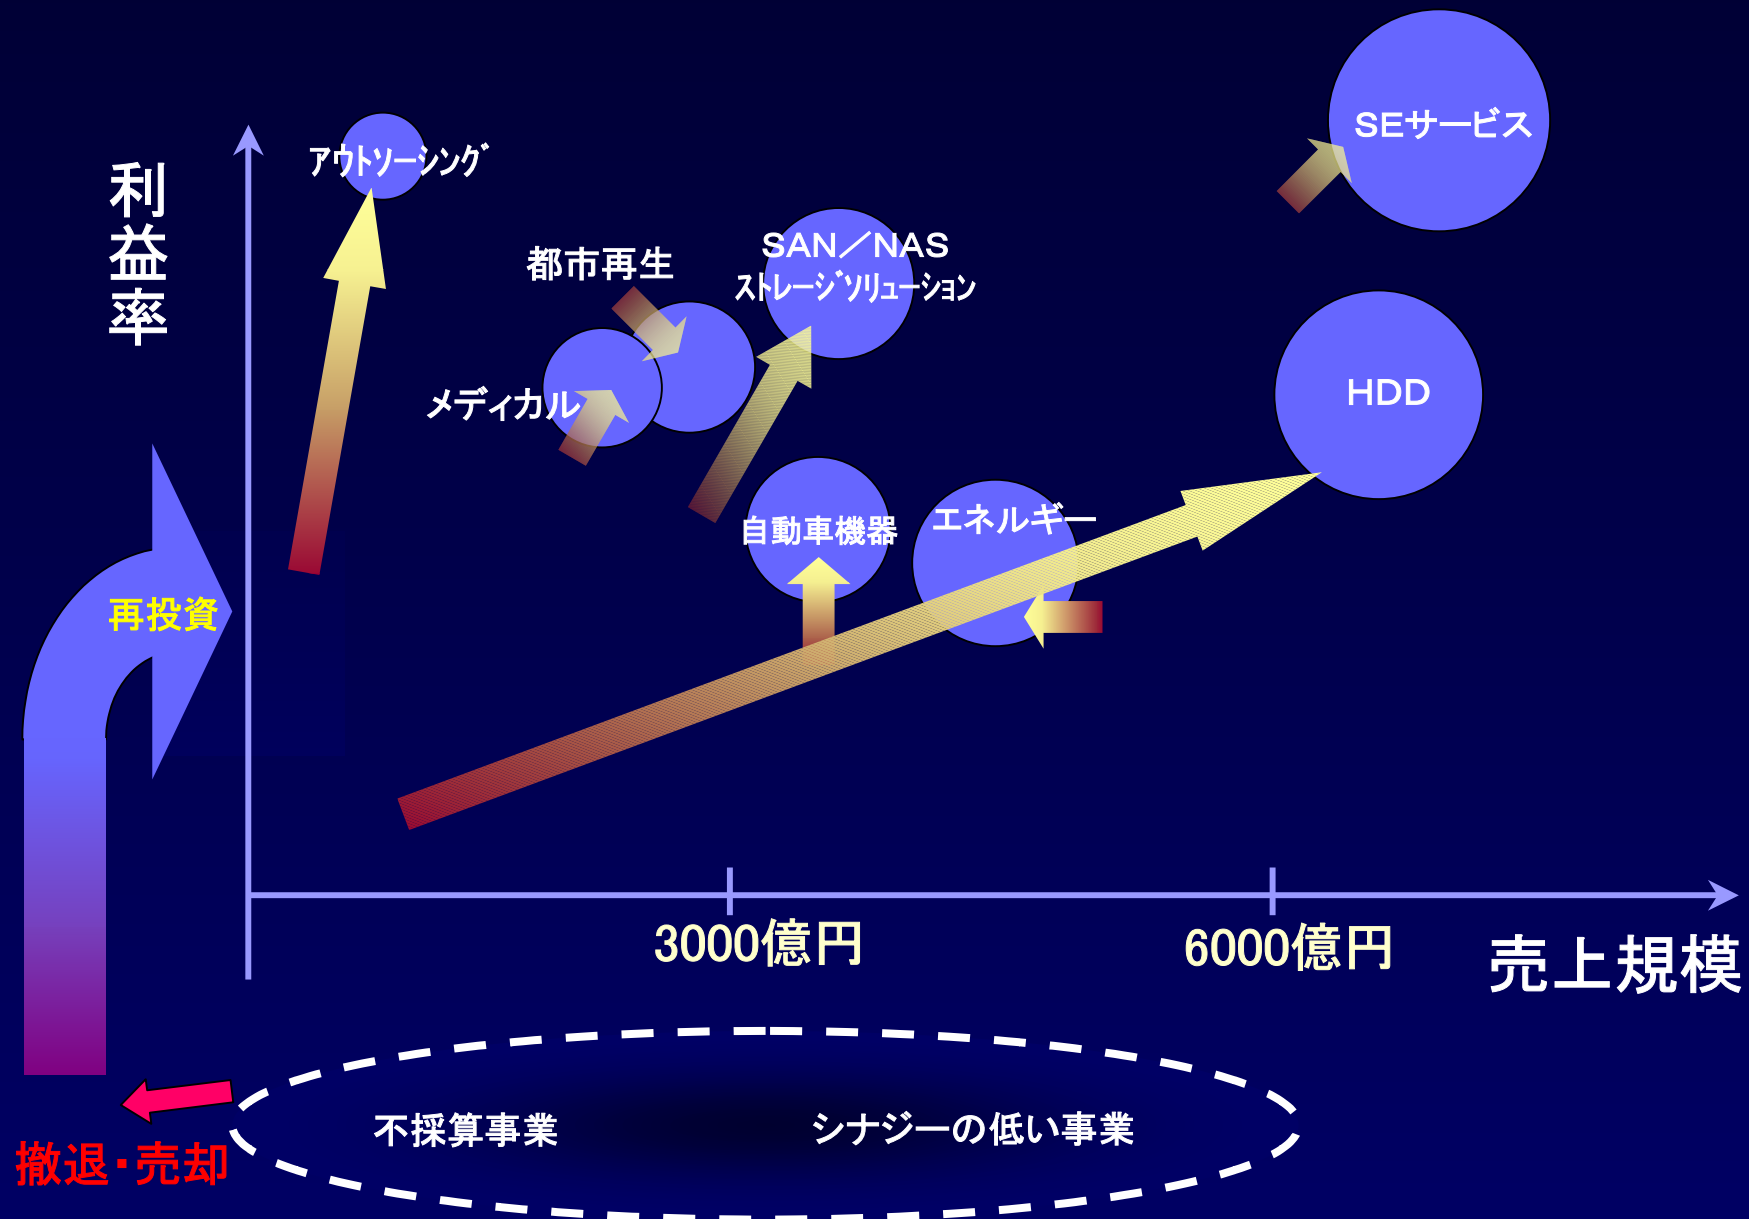 利益率
アウトソーシング
SEサービス
都市再生
SAN／NAS
ストレージソリューション
メディカル
HDD
自動車機器
エネルギー
再投資
3000億円
6000億円
売上規模
不採算事業
シナジーの低い事業
撤退・売却